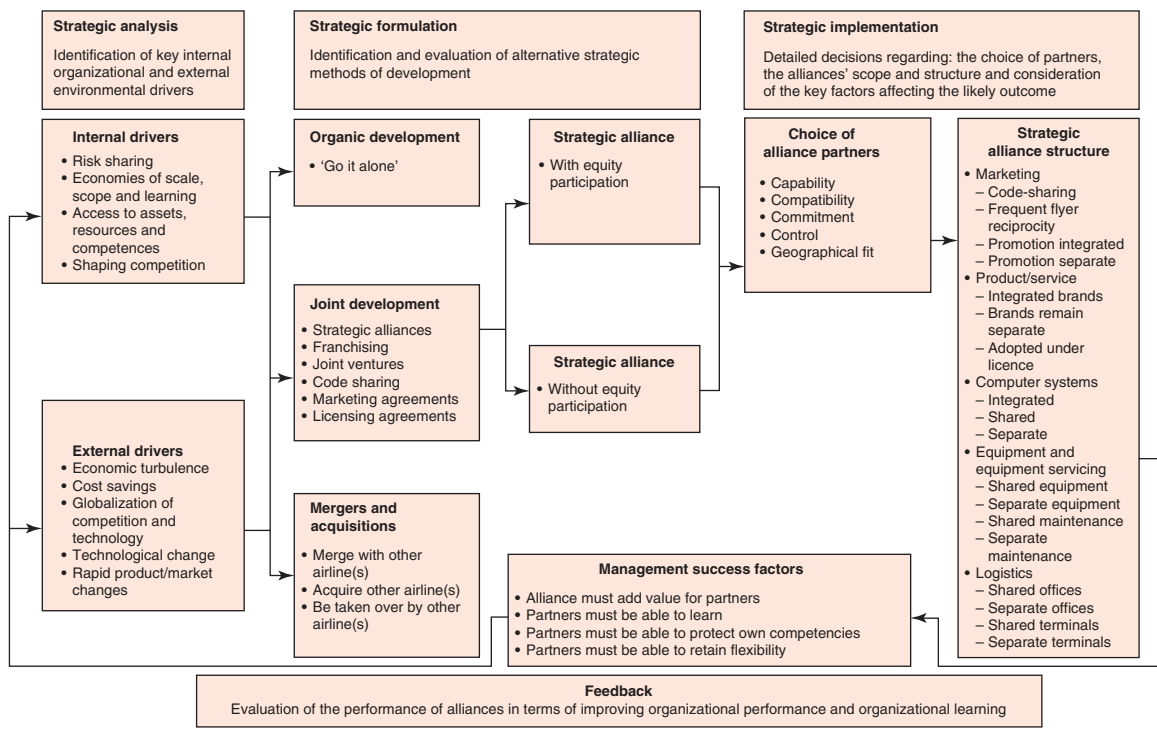 Strategic analysis
Identification of key internal
organizational and external
environmental drivers
Strategic formulation
Identification and evaluation of alternative strategic
methods of development
Strategic implementation
Detailed decisions regarding: the choice of partners,
the alliances’ scope and structure and consideration
of the key factors affecting the likely outcome
Internal drivers
• Risk sharing
• Economies of scale,
scope and learning
• Access to assets,
resources and
competences
• Shaping competition
External drivers
• Economic turbulence
• Cost savings
• Globalization of
competition and
technology
• Technological change
• Rapid product/market
changes
Organic development
• ‘Go it alone’
Joint development
• Strategic alliances
• Franchising
• Joint ventures
• Code sharing
• Marketing agreements
• Licensing agreements
Mergers and
acquisitions
• Merge with other
airline(s)
• Acquire other airline(s)
• Be taken over by other
airline(s)
Strategic alliance
• With equity
participation
Strategic alliance
• Without equity
participation
Choice of
alliance partners
• Capability
• Compatibility
• Commitment
• Control
• Geographical fit
Strategic
alliance structure
• Marketing
– Code-sharing
– Frequent flyer
reciprocity
– Promotion integrated
– Promotion separate
• Product/service
– Integrated brands
– Brands remain
separate
– Adopted under
licence
• Computer systems
– Integrated
– Shared
– Separate
• Equipment and
equipment servicing
– Shared equipment
– Separate equipment
– Shared maintenance
– Separate
maintenance
• Logistics
– Shared offices
– Separate offices
– Shared terminals
– Separate terminals
Management success factors
• Alliance must add value for partners
• Partners must be able to learn
• Partners must be able to protect own competencies
• Partners must be able to retain flexibility
Feedback
Evaluation of the performance of alliances in terms of improving organizational performance and organizational learning